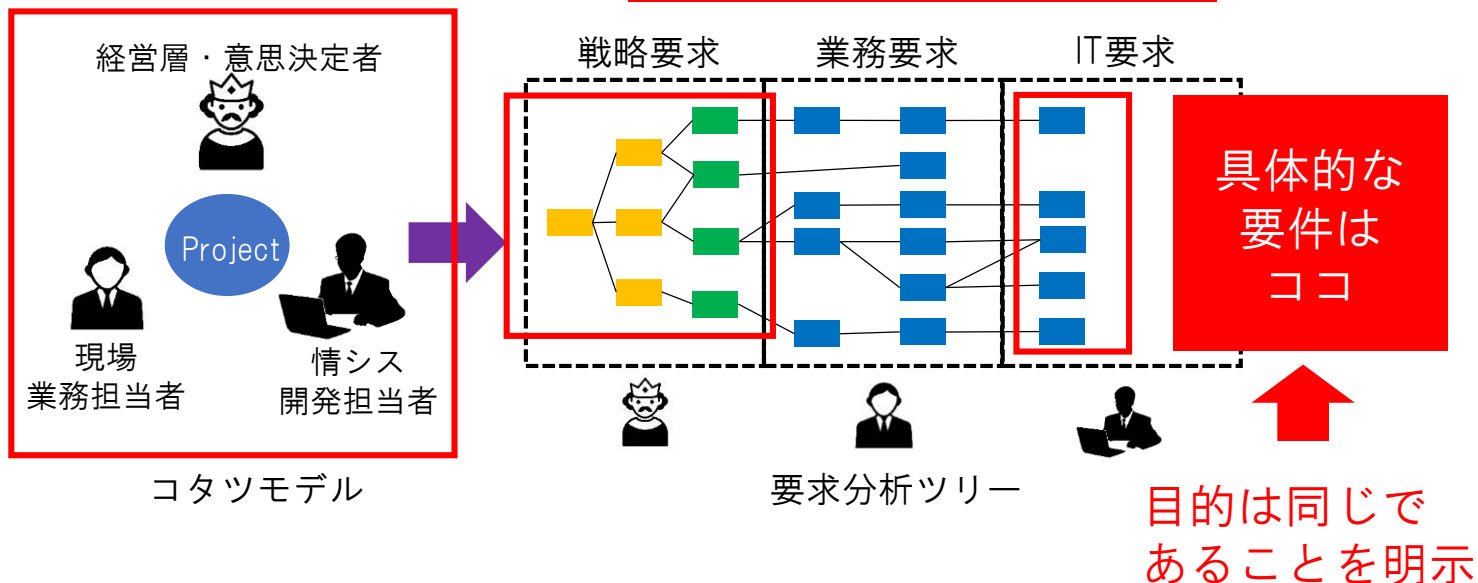 経営層・意思決定者
Project
現場
業務担当者
情シス
開発担当者
コタツモデル
戦略要求
業務要求
IT要求
要求分析ツリー
具体的な
要件は
ココ
目的は同じで
あることを明示